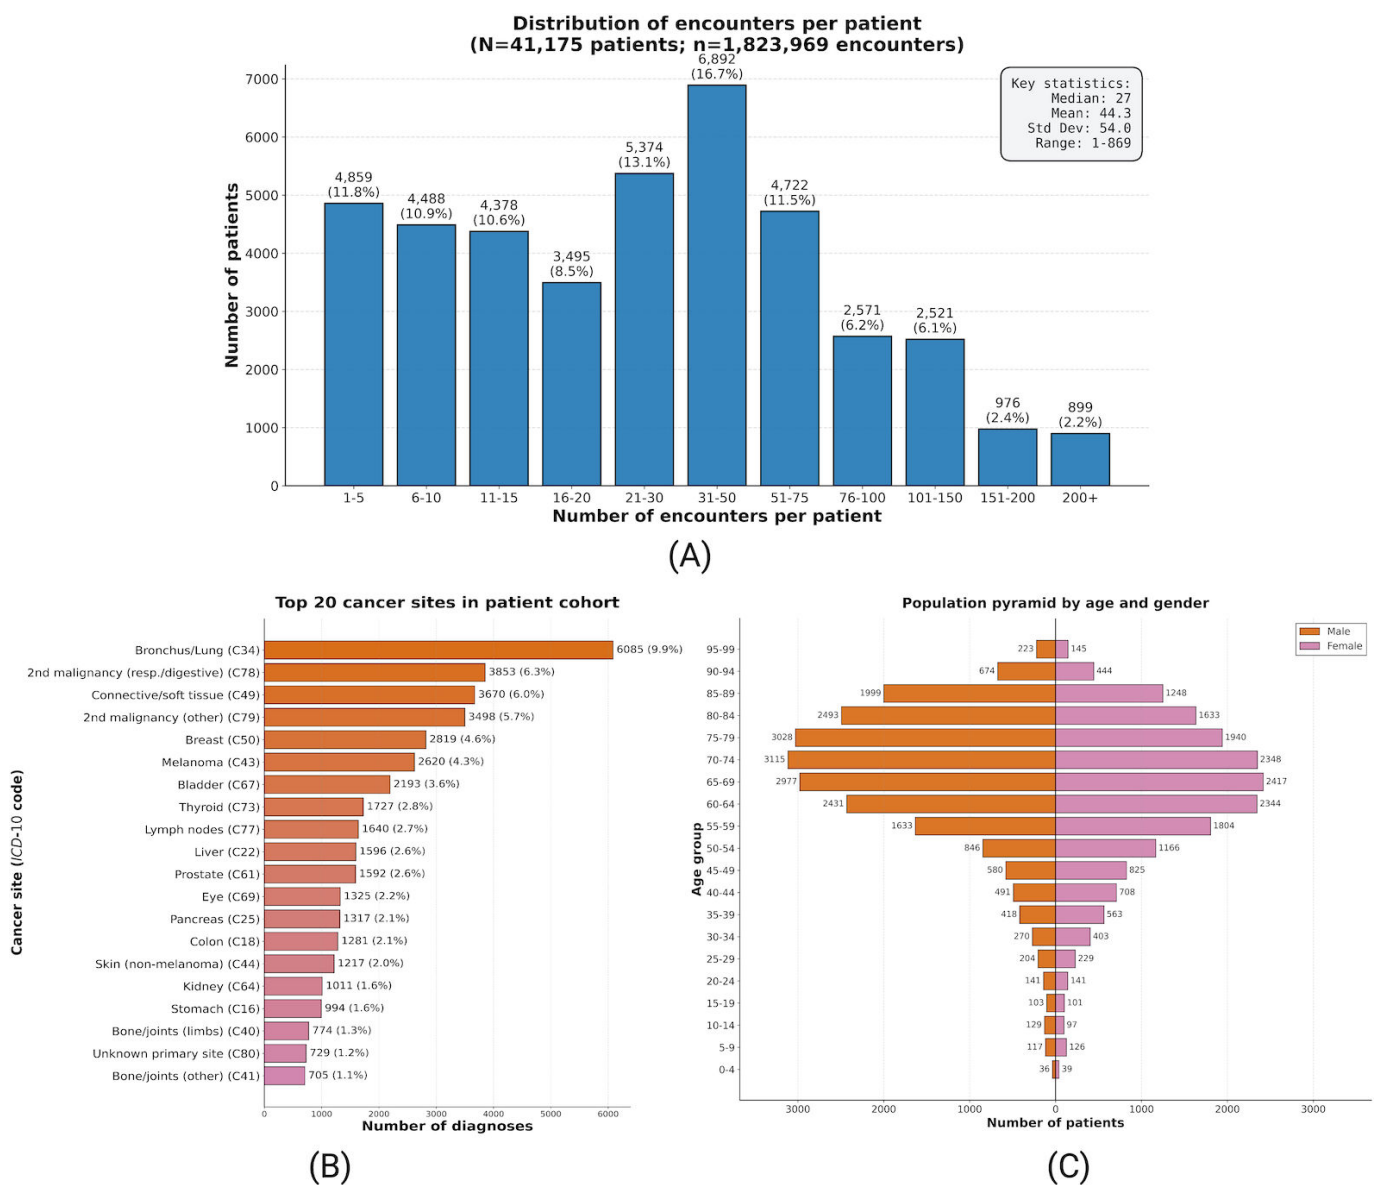 Distribution of encounters per patient
(N=41,175 patients; n=1,823,969 encounters)
Number of patients
7000
6000
5000
4000
3000
2000
1000
0
4,859
(11.8%)
4,488
(10.9%)
4,378
(10.6%)
3,495
(8.5%)
5,374
(13.1%)
6,892
(16.7%)
4,722
(11.5%)
2,571
(6.2%)
2,521
(6.1%)
976
(2.4%)
899
(2.2%)
Key statistics:
Median: 27
Mean: 44.3
Std Dev: 54.0
Range: 1-869
1-5 6-10 11-15 16-20 21-30 31-50 51-75 76-100 101-150 151-200 200+
Number of encounters per patient
(A)
Top 20 cancer sites in patient cohort
Cancer site (ICD-10 code)
Bronchus/Lung (C34) 6085 (9.9%)
2nd malignancy (resp./digestive) (C78) 3853 (6.3%)
Connective/soft tissue (C49) 3670 (6.0%)
2nd malignancy (other) (C79) 3498 (5.7%)
Breast (C50) 2819 (4.6%)
Melanoma (C43) 2620 (4.3%)
Bladder (C67) 2193 (3.6%)
Thyroid (C73) 1727 (2.8%)
Lymph nodes (C77) 1640 (2.7%)
Liver (C22) 1596 (2.6%)
Prostate (C61) 1592 (2.6%)
Eye (C69) 1325 (2.2%)
Pancreas (C25) 1317 (2.1%)
Colon (C18) 1281 (2.1%)
Skin (non-melanoma) (C44) 1217 (2.0%)
Kidney (C64) 1011 (1.6%)
Stomach (C16) 994 (1.6%)
Bone/joints (limbs) (C40) 774 (1.3%)
Unknown primary site (C80) 729 (1.2%)
Bone/joints (other) (C41) 705 (1.1%)
0 1000 2000 3000 4000 5000 6000
Number of diagnoses
(B)
Population pyramid by age and gender
Male
Female
Age group
95-99 223 145
90-94 674 444
85-89 1999 1248
80-84 2493 1633
75-79 3028 1940
70-74 3115 2348
65-69 2977 2417
60-64 2431 2344
55-59 1633 1804
50-54 846 1166
45-49 580 825
40-44 491 708
35-39 418 563
30-34 270 403
25-29 204 229
20-24 141 141
15-19 103 101
10-14 129 97
5-9 117 126
0-4 36 39
3000 2000 1000 0 1000 2000 3000
Number of patients
(C)